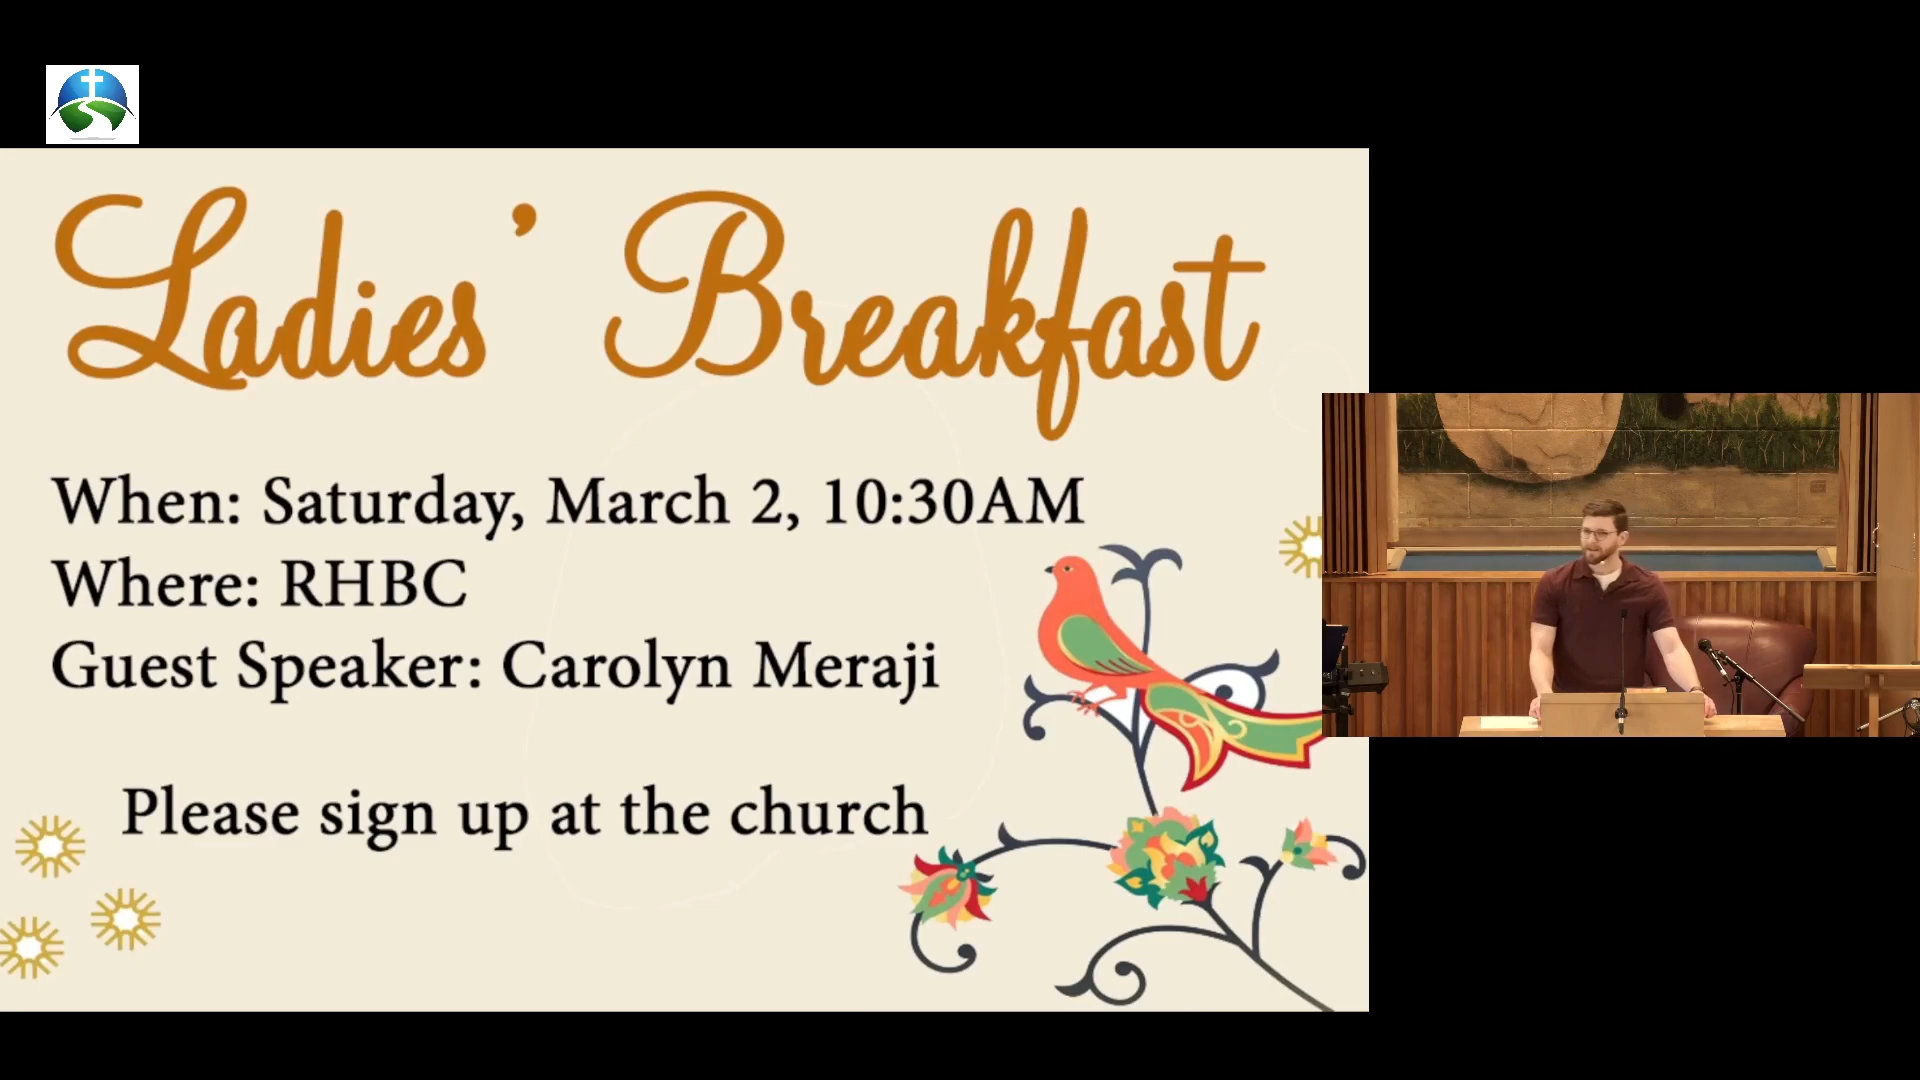 Ladies' Breakfast
When: Saturday, March 2, 10:30AM
Where: RHBC
Guest Speaker: Carolyn Meraji
Please sign up at the church